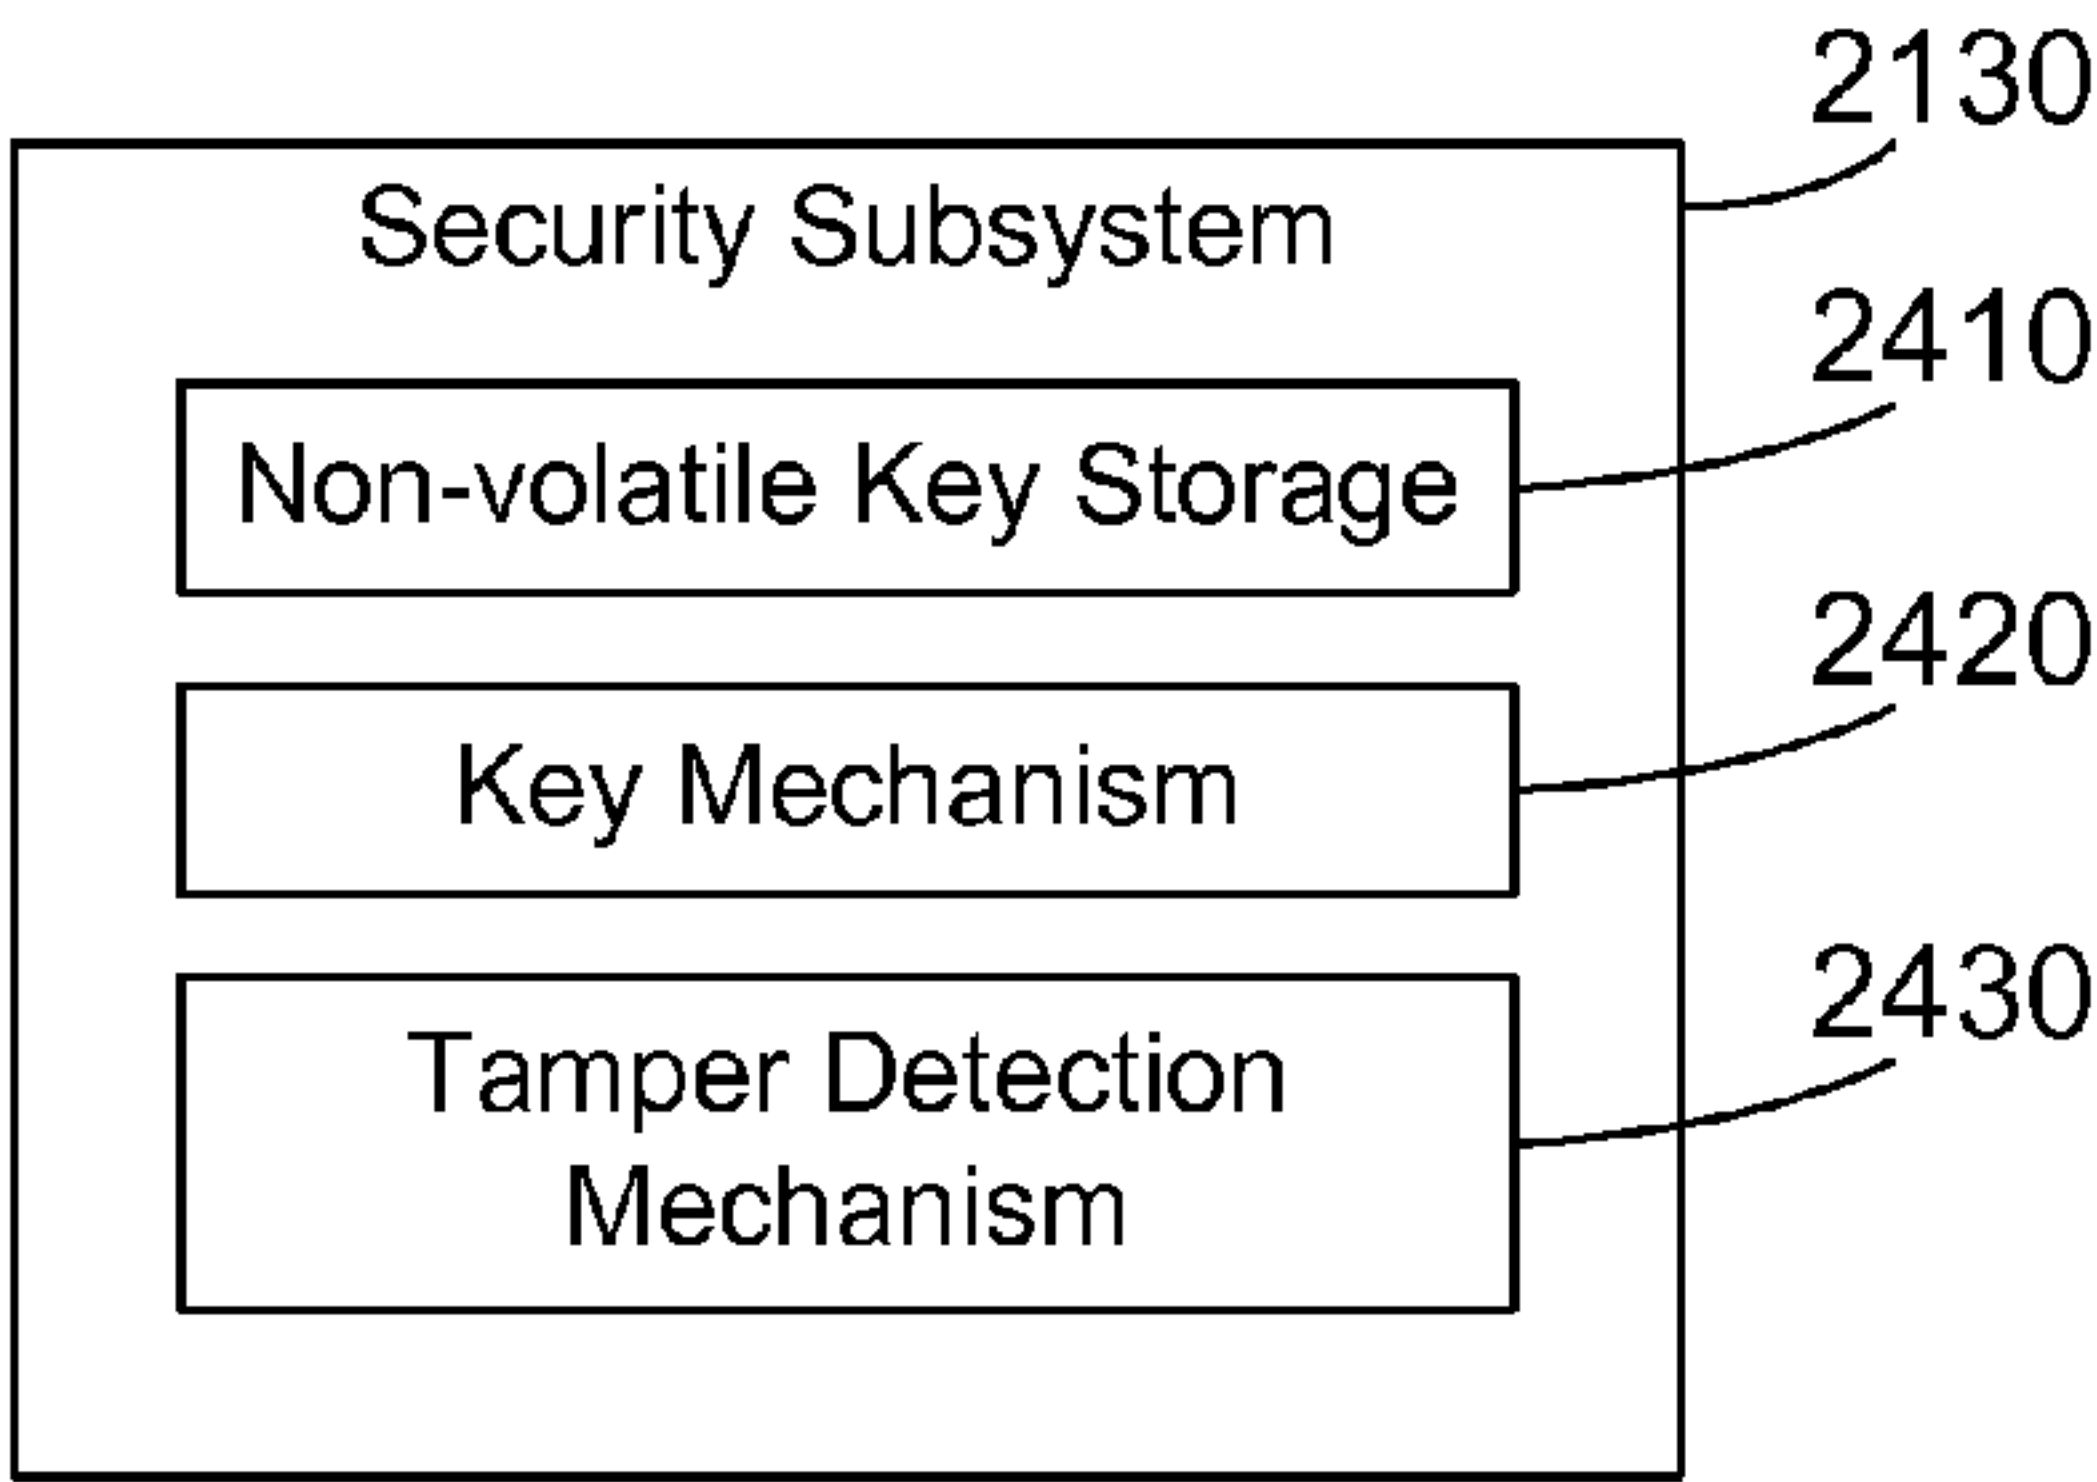 2130
Security Subsystem
2410
Non-volatile Key Storage
2420
Key Mechanism
2430
Tamper Detection
Mechanism